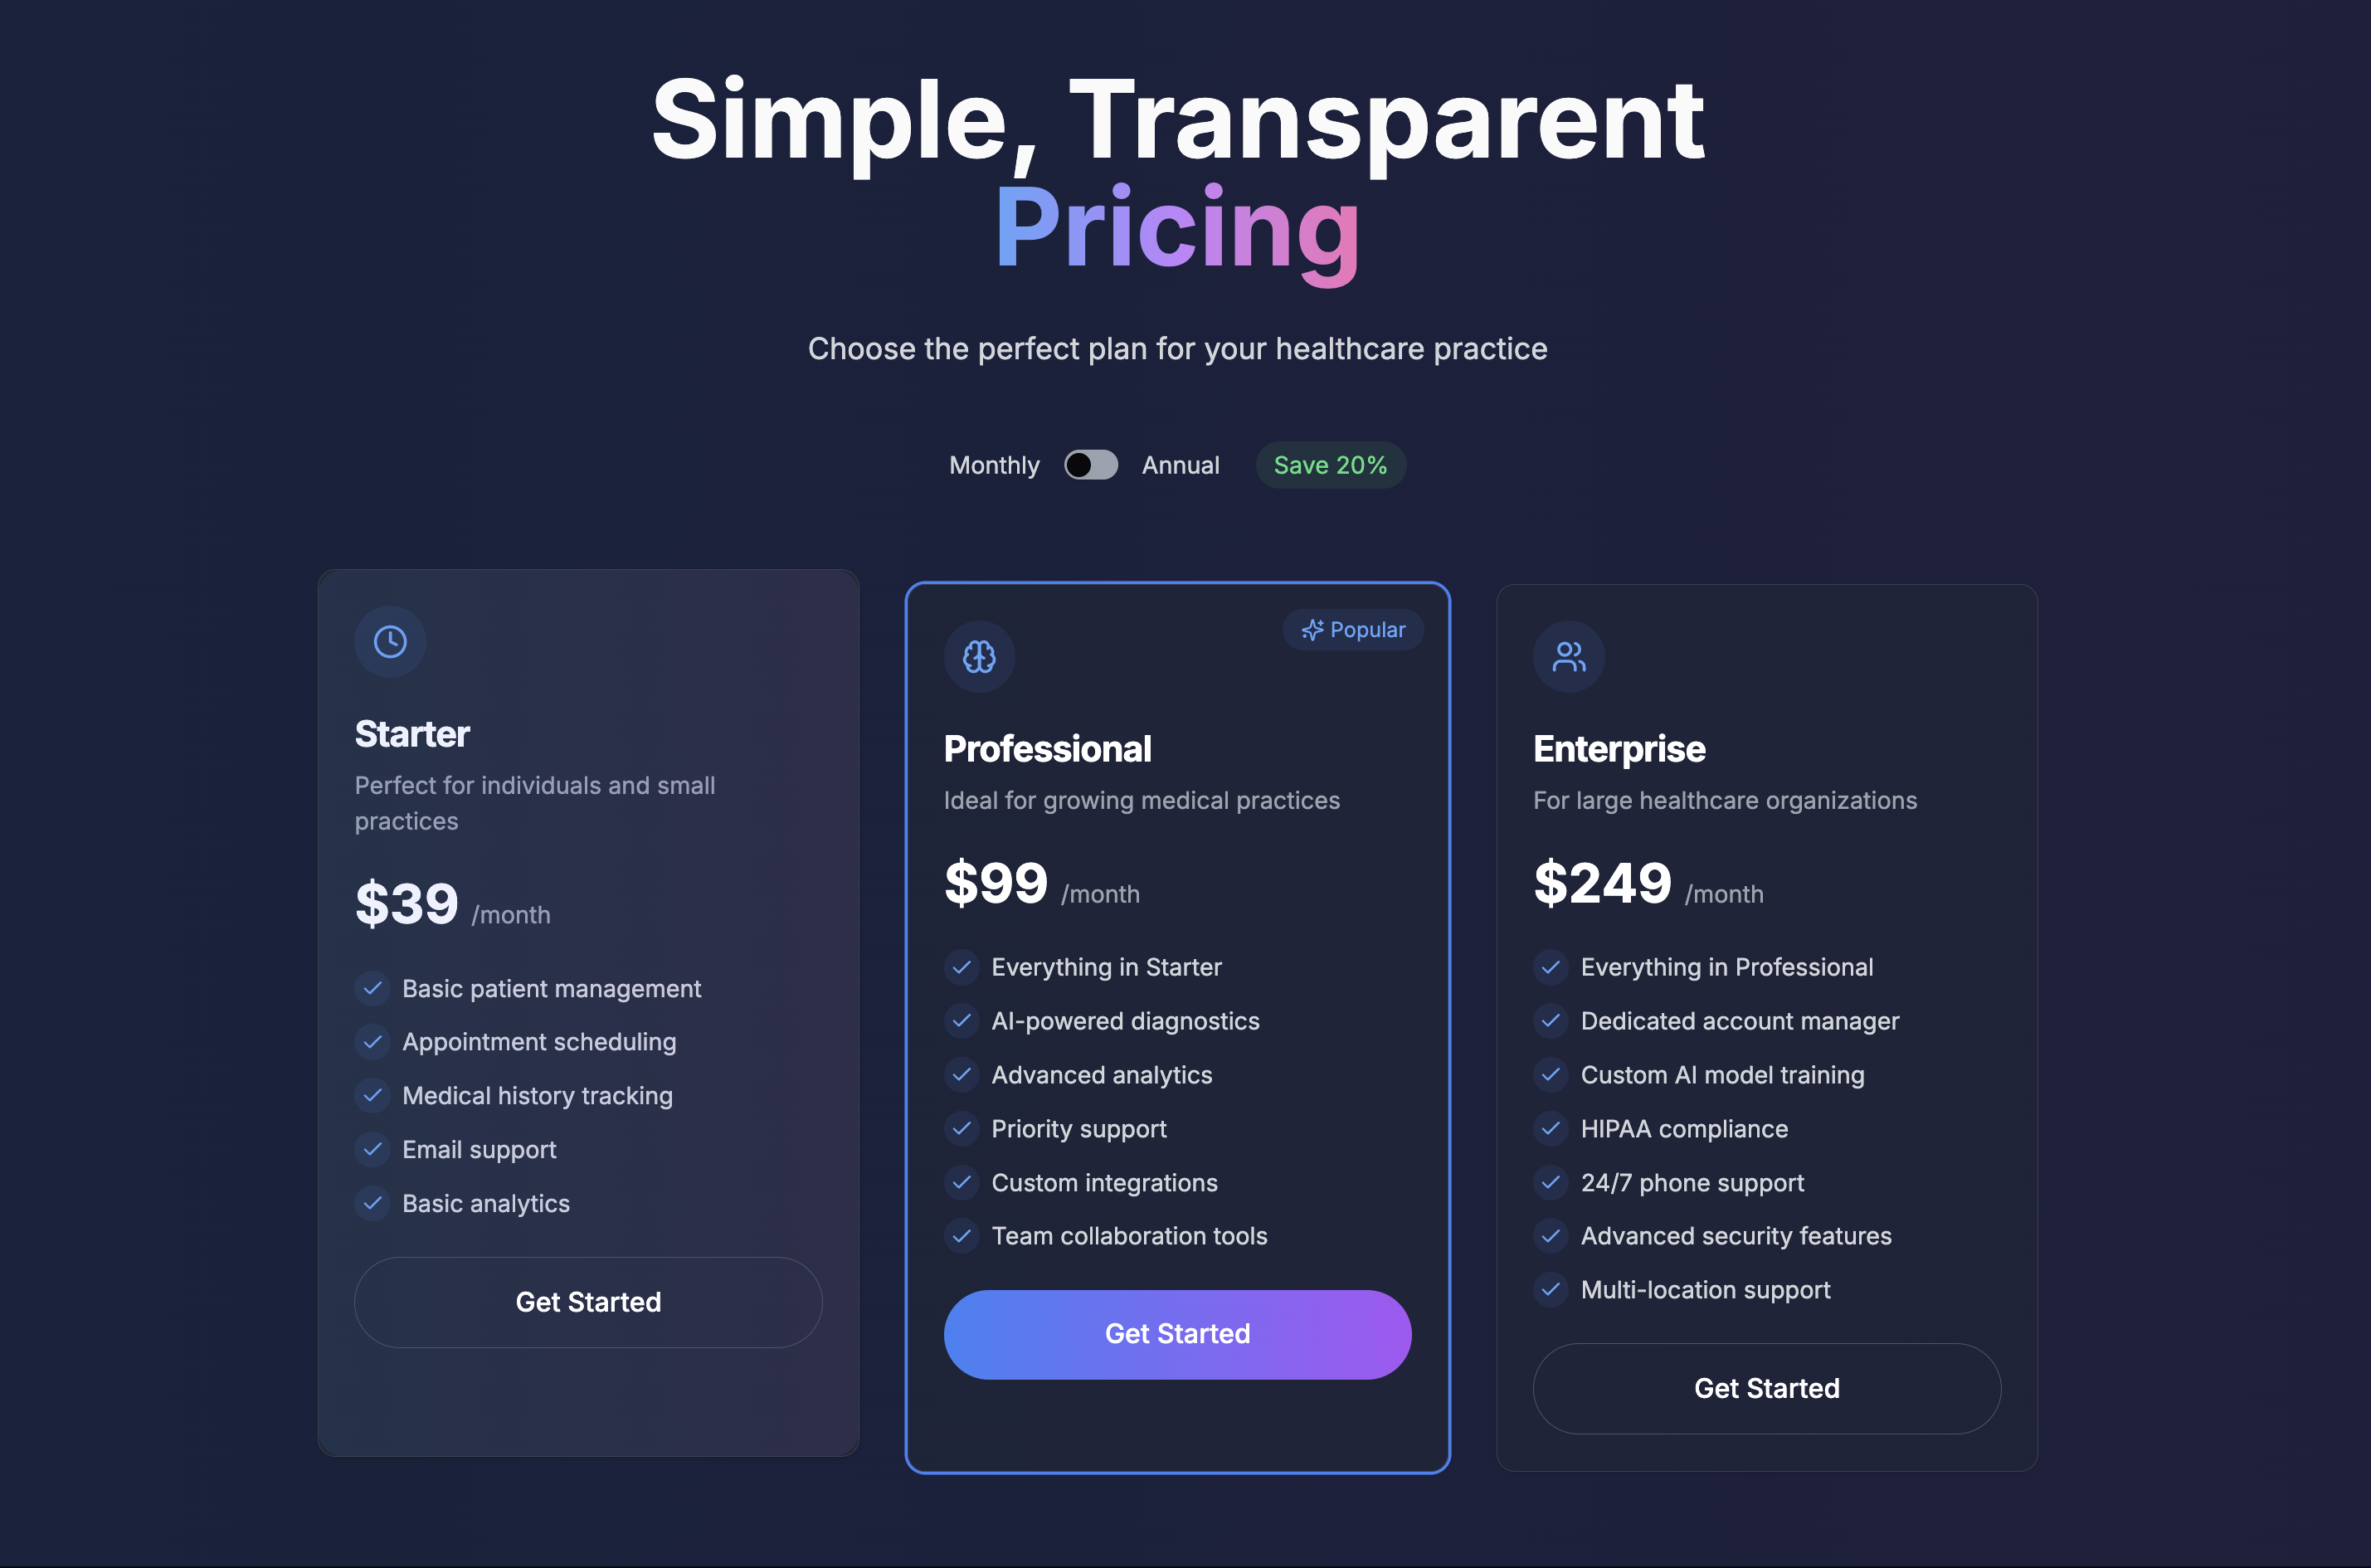 Simple, Transparent
Pricing
Choose the perfect plan for your healthcare practice
Monthly Annual Save 20%
Starter
Perfect for individuals and small
practices
$39 /month
Basic patient management
Appointment scheduling
Medical history tracking
Email support
Basic analytics
Get Started
Popular
Professional
Ideal for growing medical practices
$99 /month
Everything in Starter
AI-powered diagnostics
Advanced analytics
Priority support
Custom integrations
Team collaboration tools
Get Started
Enterprise
For large healthcare organizations
$249 /month
Everything in Professional
Dedicated account manager
Custom AI model training
HIPAA compliance
24/7 phone support
Advanced security features
Multi-location support
Get Started